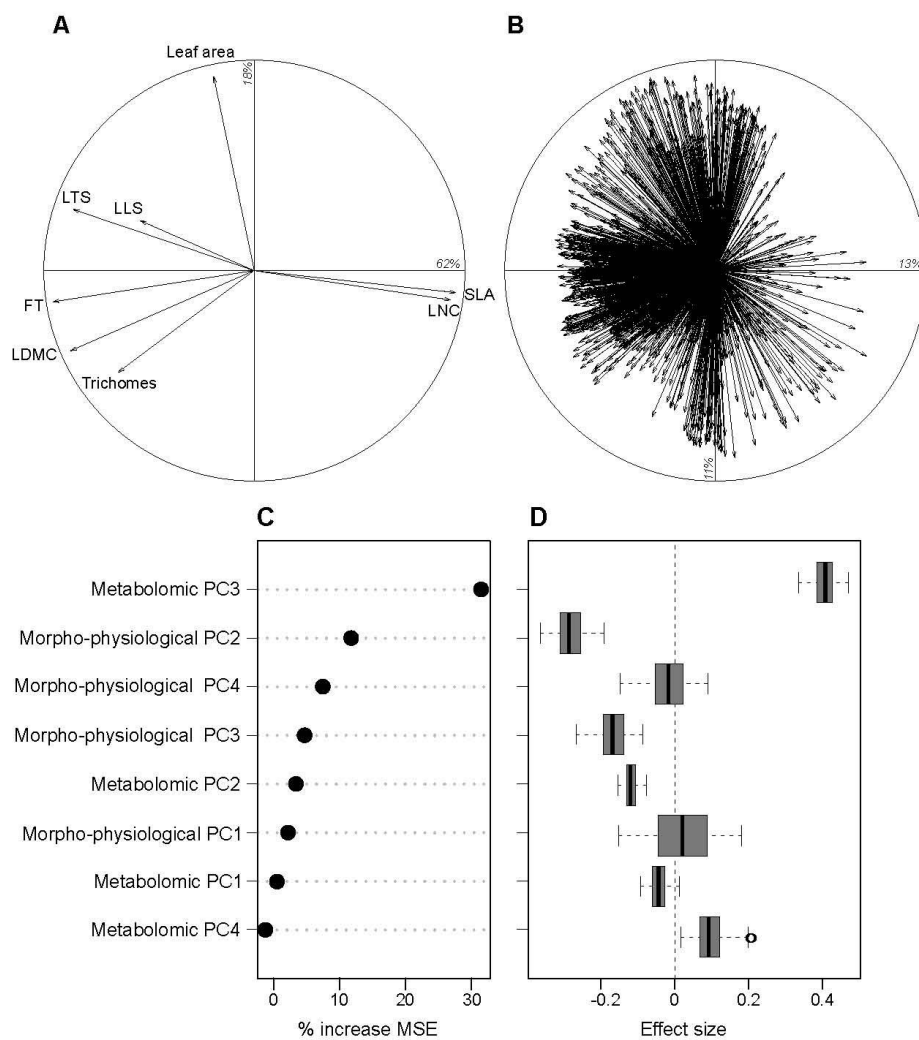 A
B
Leaf area
18%
LTS
LLS
62%
13%
SLA
FT
LNC
LDMC
Trichomes
11%
C
D
Metabolomic PC3
Morpho-physiological PC2
Morpho-physiological PC4
Morpho-physiological PC3
Metabolomic PC2
Morpho-physiological PC1
Metabolomic PC1
Metabolomic PC4
0 10 20 30
-0.2 0 0.2 0.4
% increase MSE
Effect size